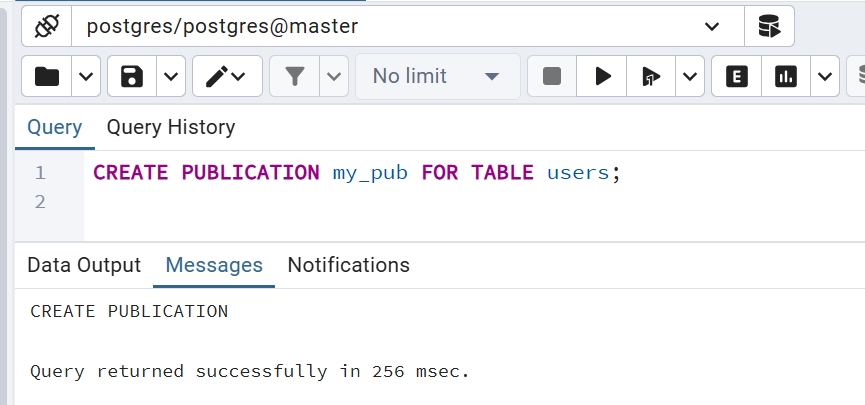 postgres/postgres@master
No limit
E
Query Query History
1 CREATE PUBLICATION my_pub FOR TABLE users;
2
Data Output Messages Notifications
CREATE PUBLICATION
Query returned successfully in 256 msec.